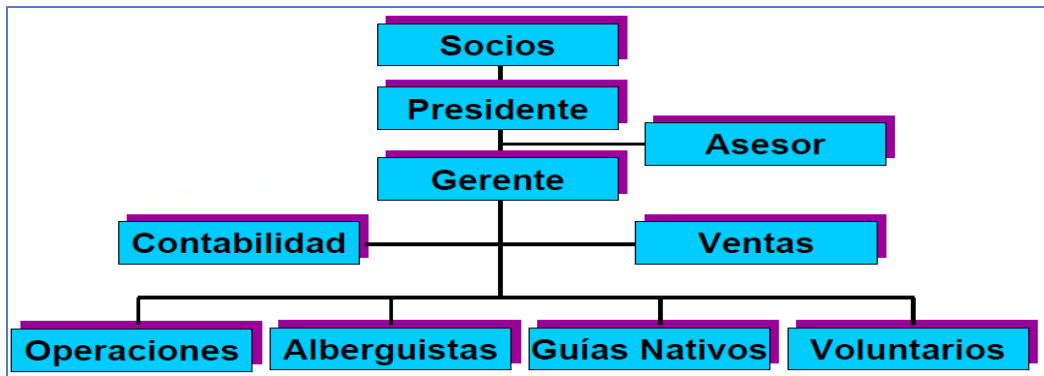 Socios
Presidente
Asesor
Gerente
Contabilidad
Ventas
Operaciones
Alberguistas
Guías Nativos
Voluntarios